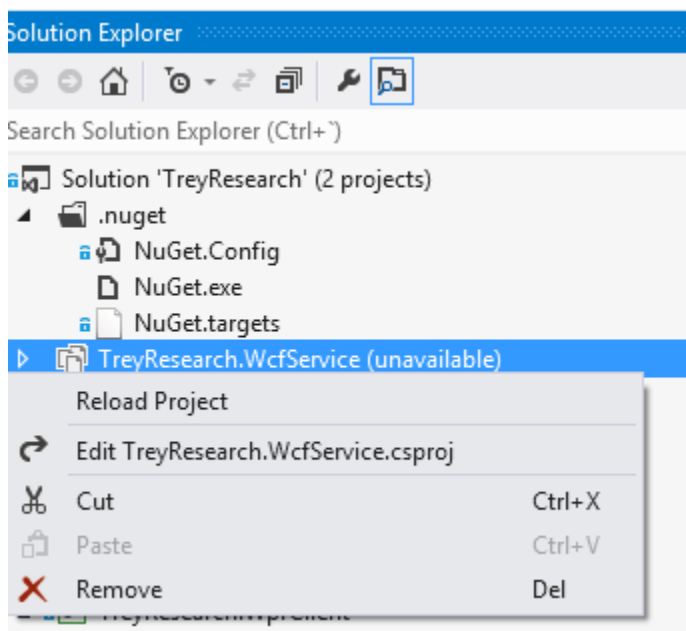 Solution Explorer
Search Solution Explorer (Ctrl+`)
Solution 'TreyResearch' (2 projects)
.nuget
NuGet.Config
NuGet.exe
NuGet.targets
TreyResearch.WcfService (unavailable)
Reload Project
Edit TreyResearch.WcfService.csproj
Cut Ctrl+X
Paste Ctrl+V
Remove Del